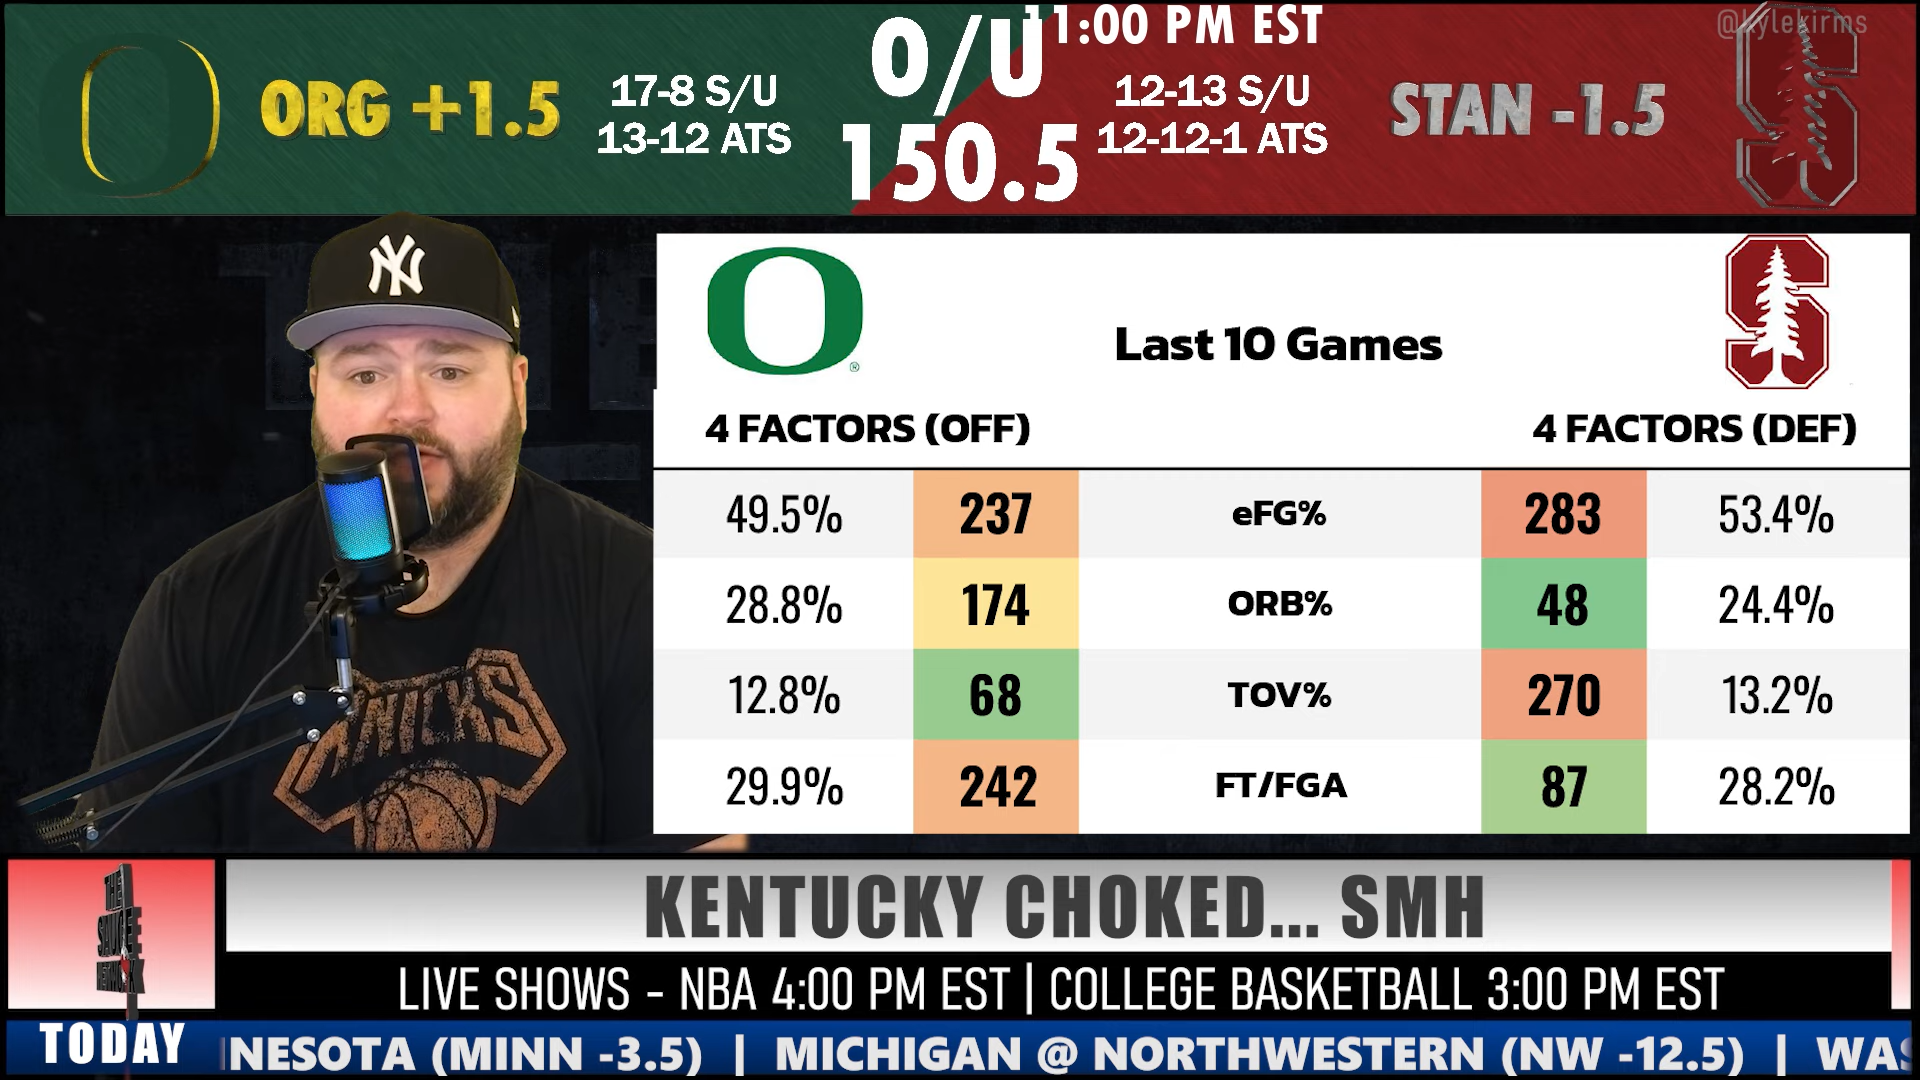 O/U
11:00 PM EST
@kylekirms
ORG +1.5
17-8 S/U
13-12 ATS
150.5
12-13 S/U
12-12-1 ATS
STAN -1.5
NY
Last 10 Games
4 FACTORS (OFF)
4 FACTORS (DEF)
49.5% 237 eFG% 283 53.4%
28.8% 174 ORB% 48 24.4%
12.8% 68 TOV% 270 13.2%
29.9% 242 FT/FGA 87 28.2%
KNICKS
THE
SAUCE
NETWORK
KENTUCKY CHOKED... SMH
LIVE SHOWS - NBA 4:00 PM EST | COLLEGE BASKETBALL 3:00 PM EST
TODAY
NESOTA (MINN -3.5) | MICHIGAN @ NORTHWESTERN (NW -12.5) | WAS